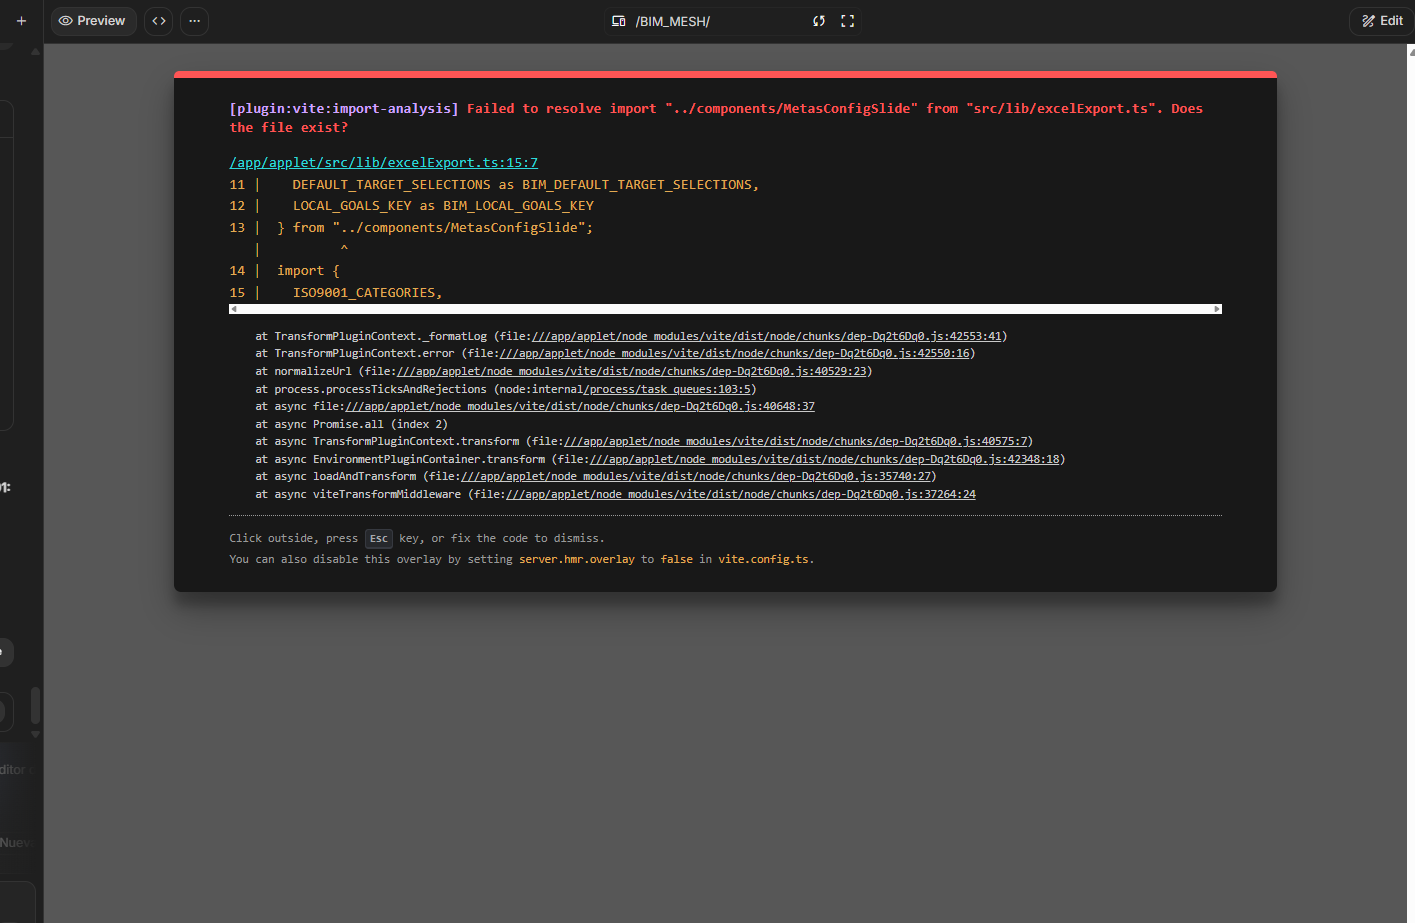 + Preview <> ... /BIM_MESH/ Edit
[plugin:vite:import-analysis] Failed to resolve import "../components/MetasConfigSlide" from "src/lib/excelExport.ts". Does
the file exist?
/app/applet/src/lib/excelExport.ts:15:7
11 |    DEFAULT_TARGET_SELECTIONS as BIM_DEFAULT_TARGET_SELECTIONS,
12 |    LOCAL_GOALS_KEY as BIM_LOCAL_GOALS_KEY
13 |  } from "../components/MetasConfigSlide";
   |          ^
14 |  import {
15 |    ISO9001_CATEGORIES,
at TransformPluginContext._formatLog (file:///app/applet/node_modules/vite/dist/node/chunks/dep-Dq2t6Dq0.js:42553:41)
at TransformPluginContext.error (file:///app/applet/node_modules/vite/dist/node/chunks/dep-Dq2t6Dq0.js:42550:16)
at normalizeUrl (file:///app/applet/node_modules/vite/dist/node/chunks/dep-Dq2t6Dq0.js:40529:23)
at process.processTicksAndRejections (node:internal/process/task_queues:103:5)
at async file:///app/applet/node_modules/vite/dist/node/chunks/dep-Dq2t6Dq0.js:40648:37
at async Promise.all (index 2)
at async TransformPluginContext.transform (file:///app/applet/node_modules/vite/dist/node/chunks/dep-Dq2t6Dq0.js:40575:7)
at async EnvironmentPluginContainer.transform (file:///app/applet/node_modules/vite/dist/node/chunks/dep-Dq2t6Dq0.js:42348:18)
at async loadAndTransform (file:///app/applet/node_modules/vite/dist/node/chunks/dep-Dq2t6Dq0.js:35740:27)
at async viteTransformMiddleware (file:///app/applet/node_modules/vite/dist/node/chunks/dep-Dq2t6Dq0.js:37264:24
Click outside, press Esc key, or fix the code to dismiss.
You can also disable this overlay by setting server.hmr.overlay to false in vite.config.ts.